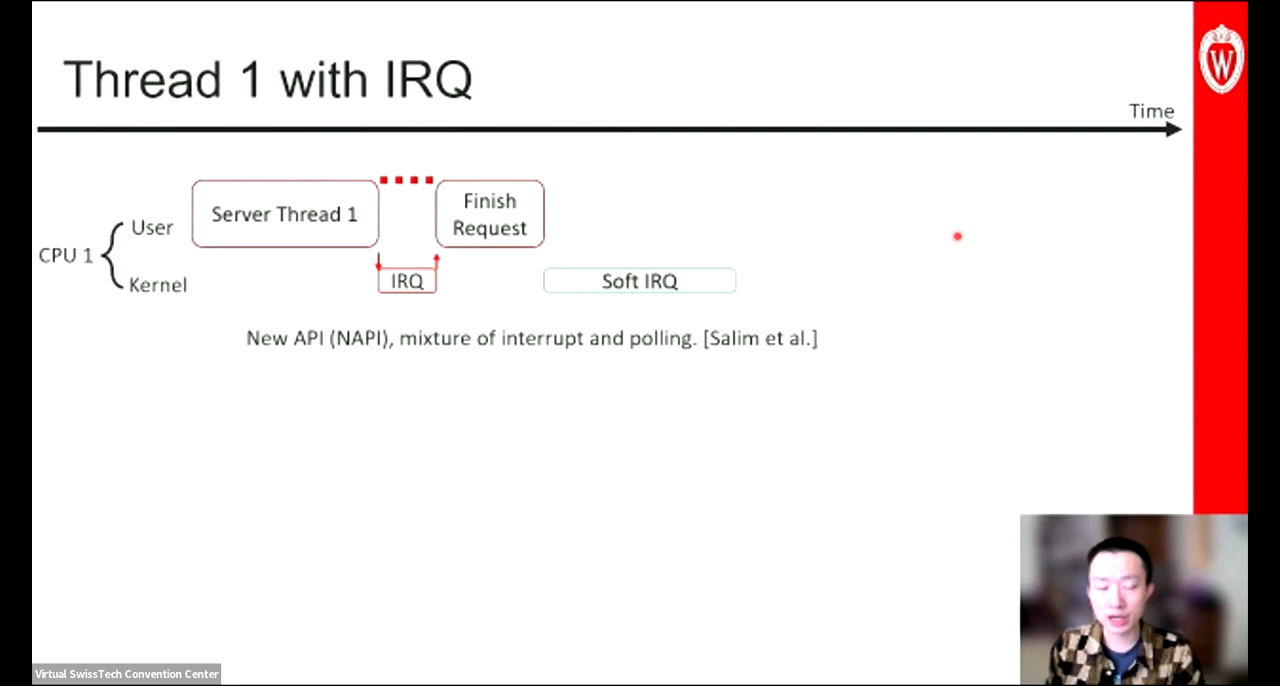 Thread 1 with IRQ
W
Time
Server Thread 1
Finish
Request
User
CPU 1
Kernel
IRQ
Soft IRQ
New API (NAPI), mixture of interrupt and polling. [Salim et al.]
Virtual SwissTech Convention Center